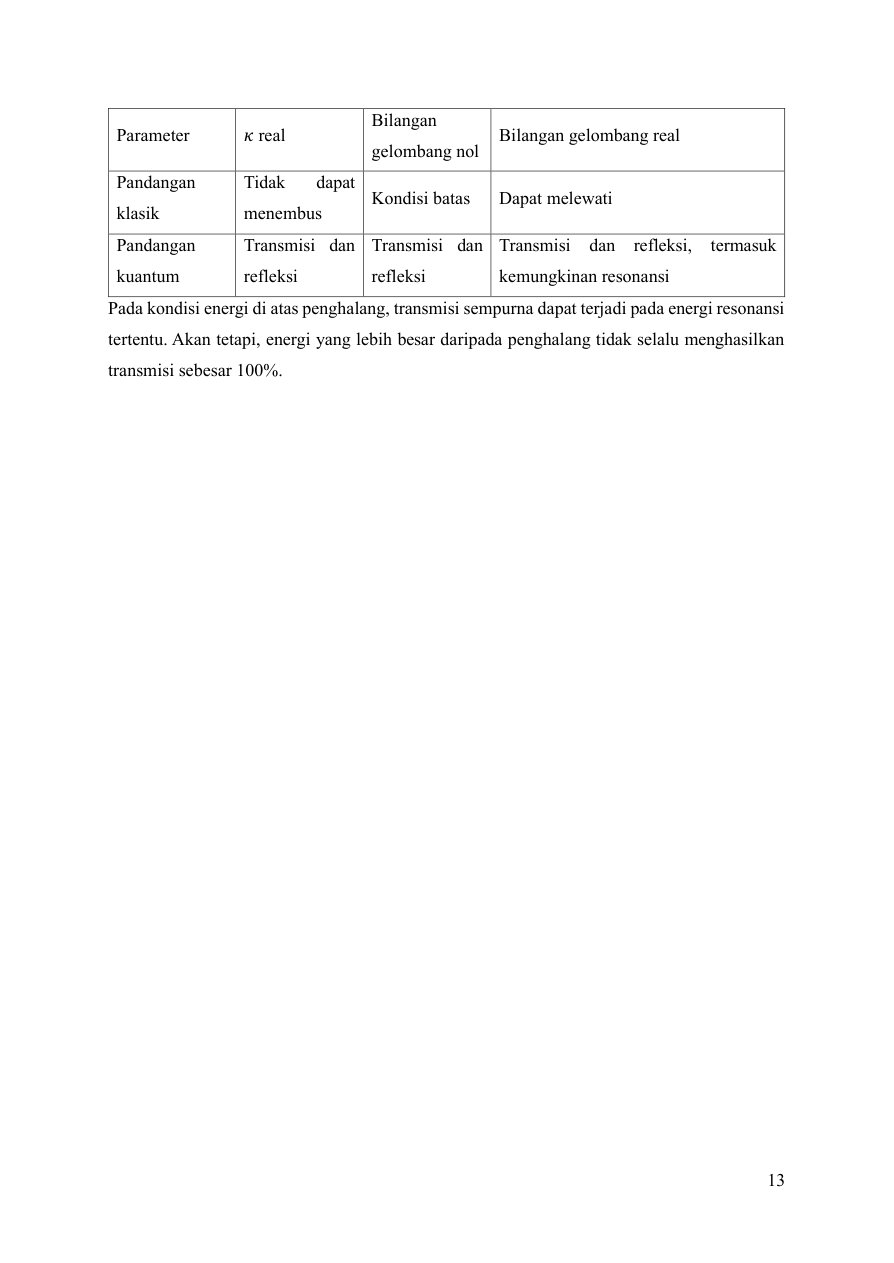 Parameter κ real Bilangan gelombang nol Bilangan gelombang real
Pandangan klasik Tidak dapat menembus Kondisi batas Dapat melewati
Pandangan kuantum Transmisi dan refleksi Transmisi dan refleksi Transmisi dan refleksi, termasuk kemungkinan resonansi
Pada kondisi energi di atas penghalang, transmisi sempurna dapat terjadi pada energi resonansi
tertentu. Akan tetapi, energi yang lebih besar daripada penghalang tidak selalu menghasilkan
transmisi sebesar 100%.
13